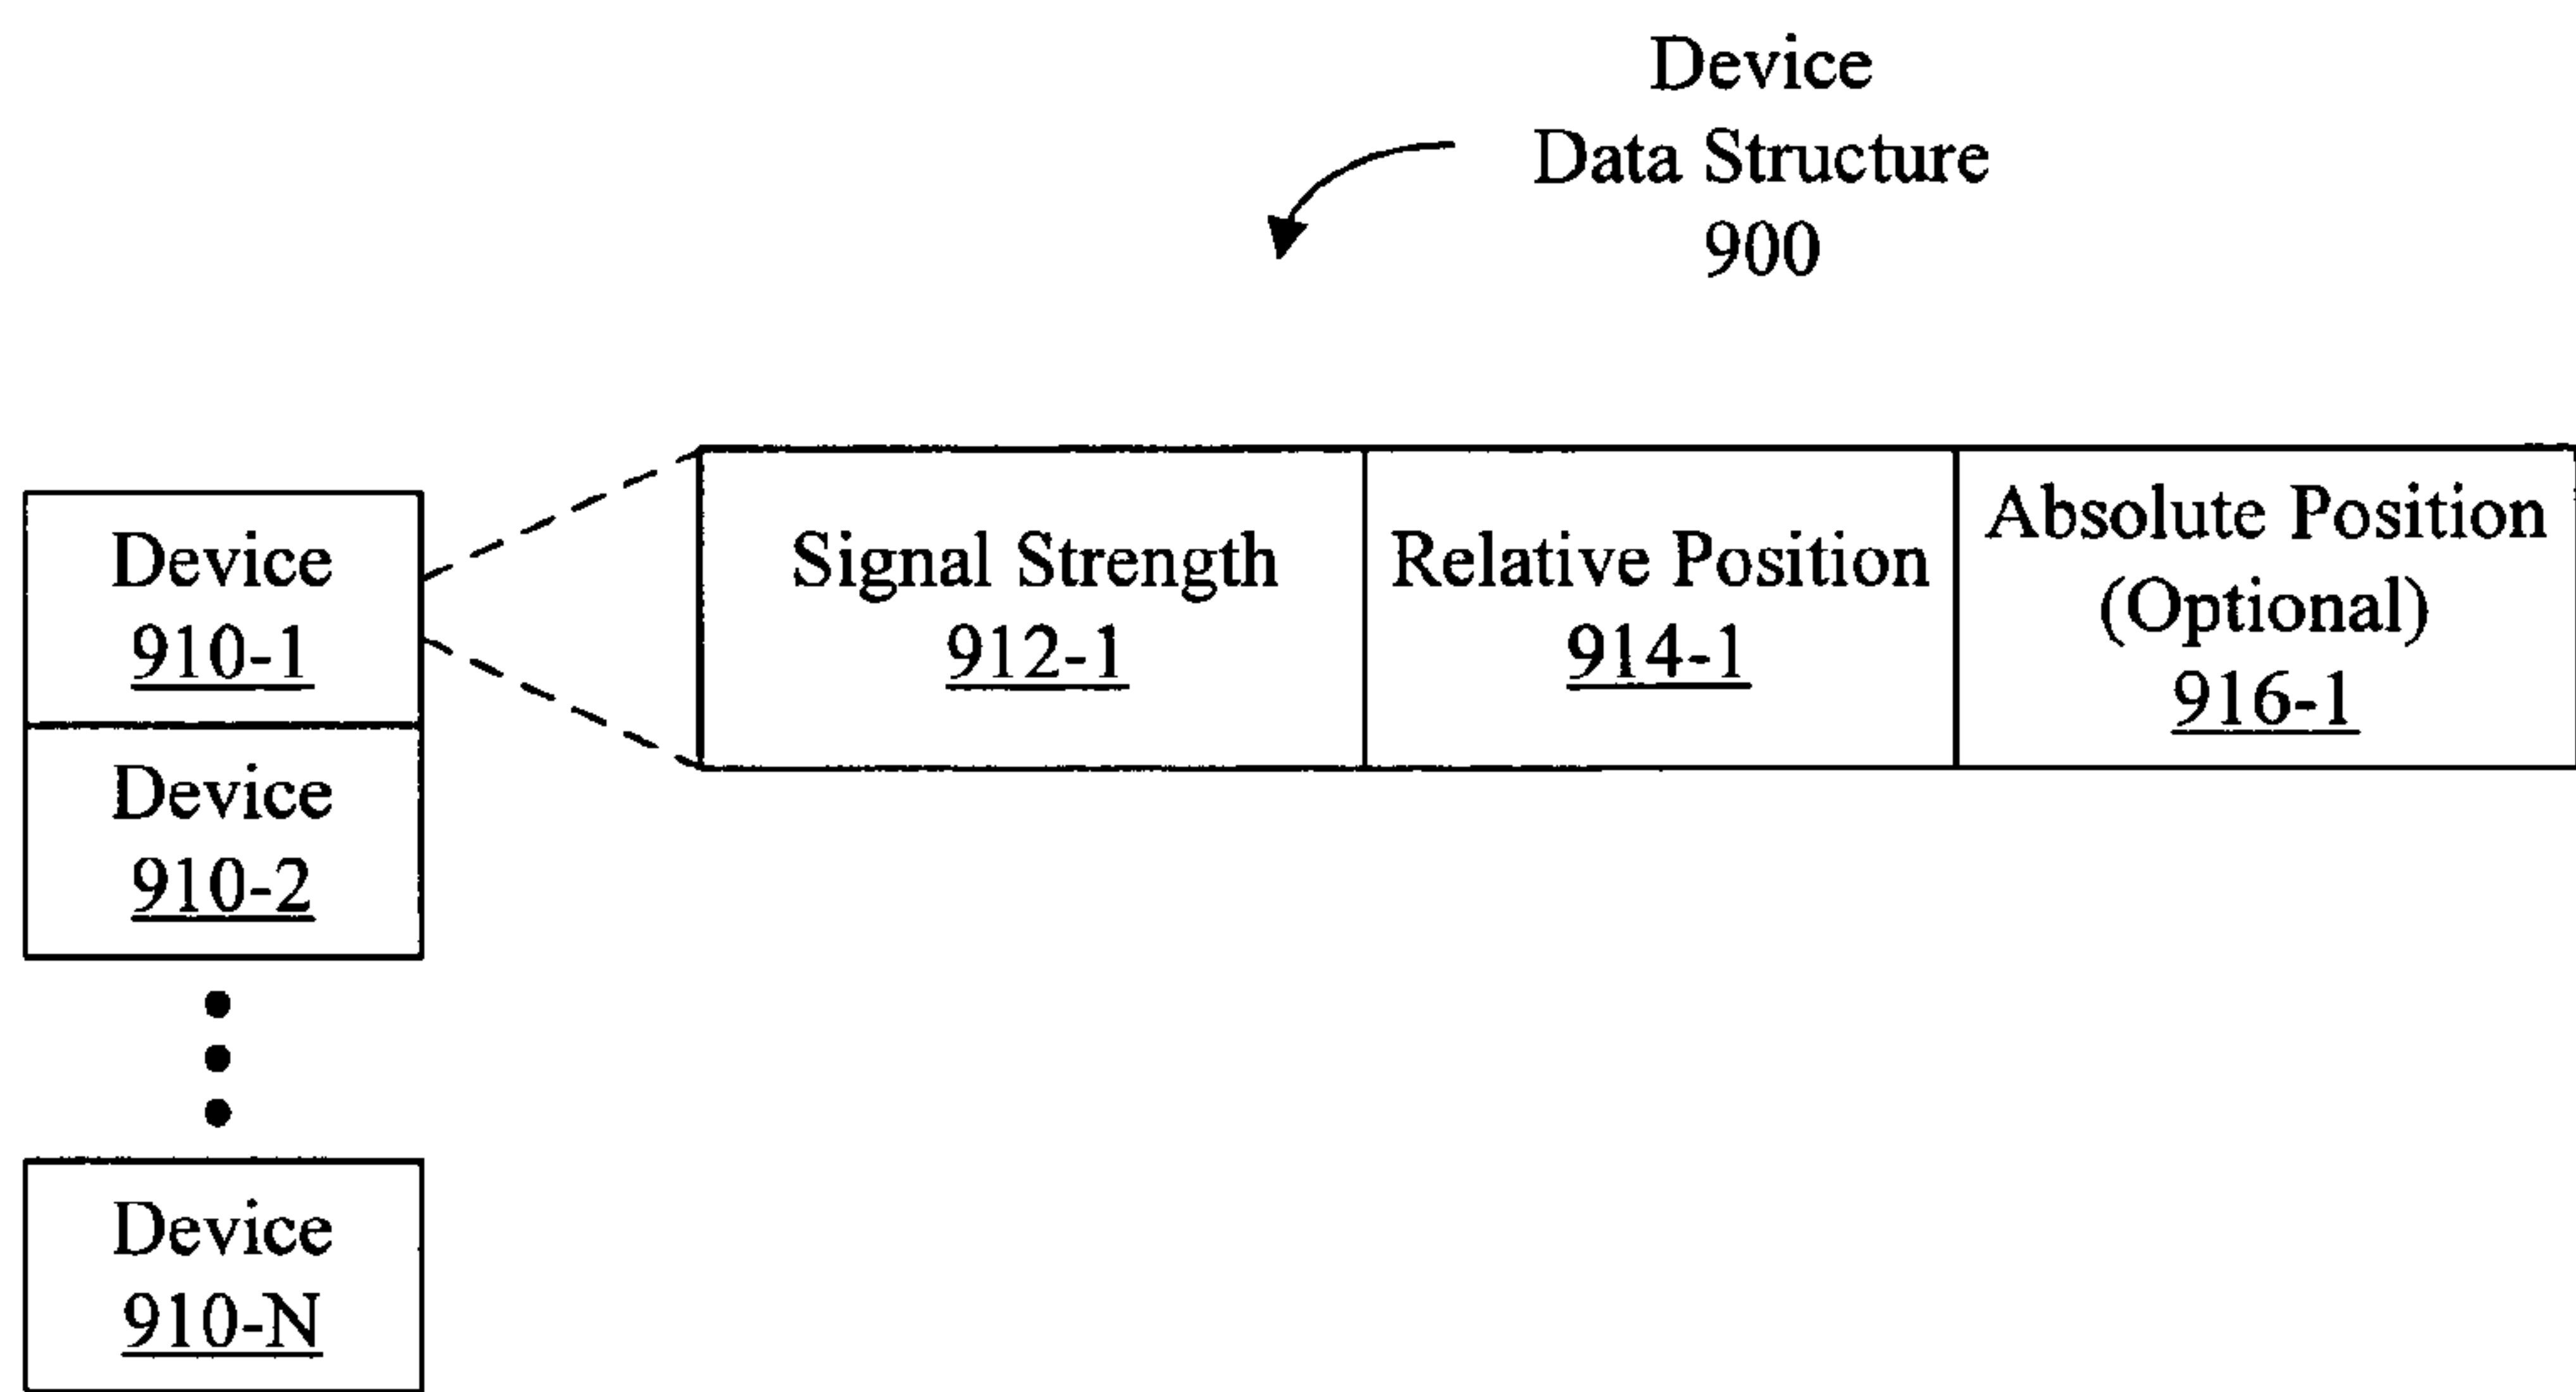 Device
Data Structure
900
Device
910-1
Signal Strength
912-1
Relative Position
914-1
Absolute Position
(Optional)
916-1
Device
910-2
Device
910-N